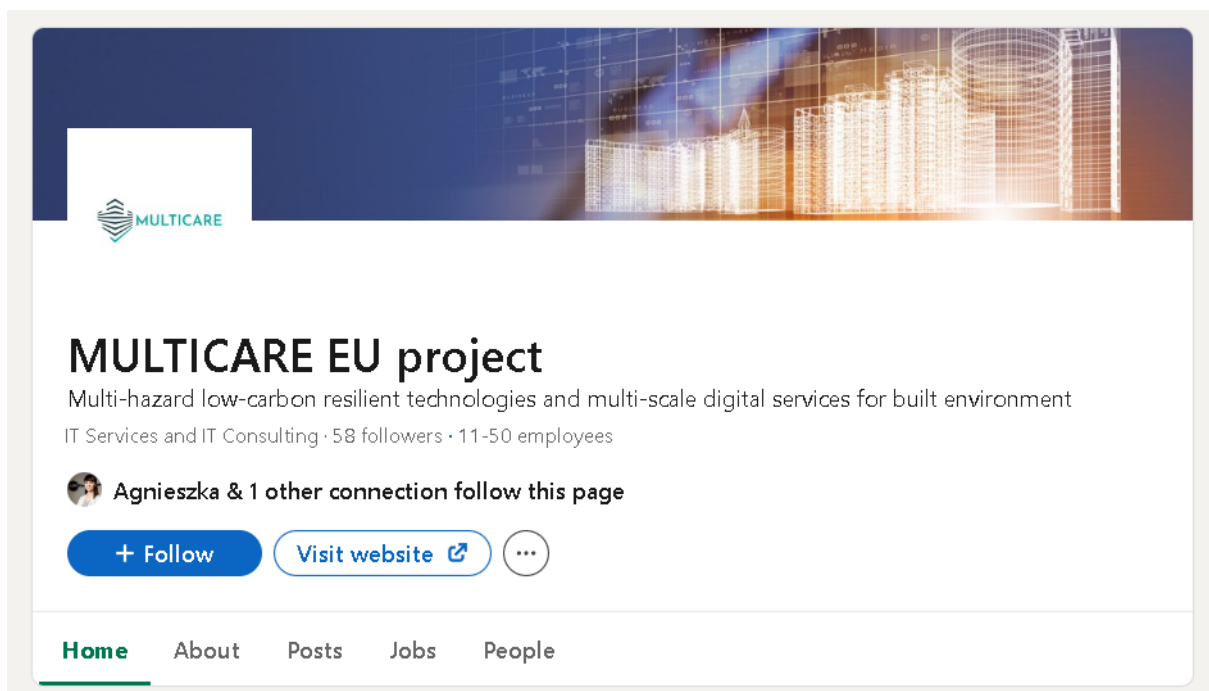 MULTICARE
MULTICARE EU project
Multi-hazard low-carbon resilient technologies and multi-scale digital services for built environment
IT Services and IT Consulting · 58 followers · 11-50 employees
Agnieszka & 1 other connection follow this page
+ Follow
Visit website
Home
About
Posts
Jobs
People